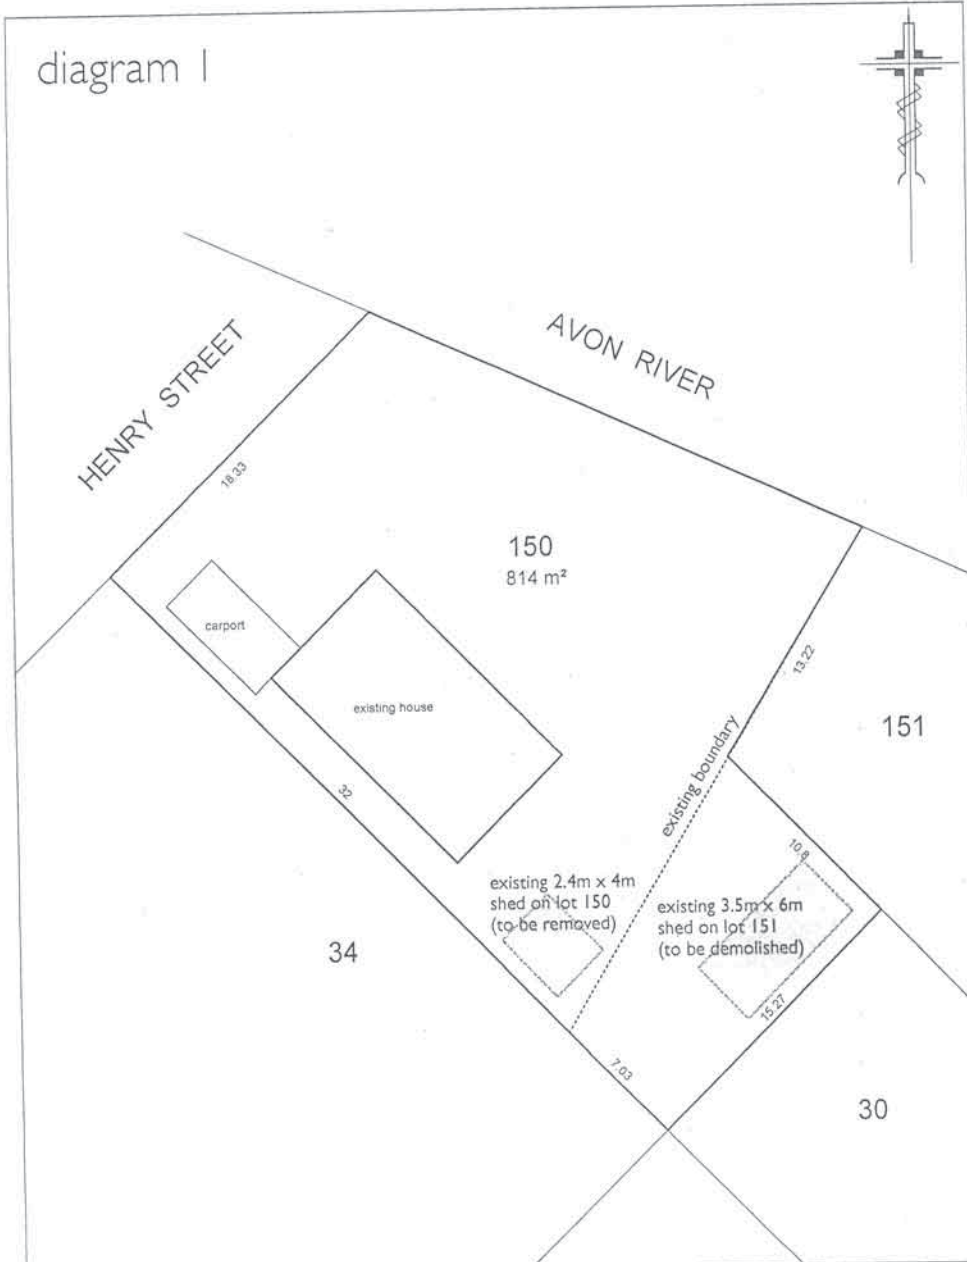 diagram 1
AVON RIVER
HENRY STREET
18.33
150
814 m²
carport
13.22
existing house
151
existing boundary
32
10.8
existing 2.4m x 4m
shed on lot 150
(to be removed)
existing 3.5m x 6m
shed on lot 151
(to be demolished)
34
15.27
7.03
30